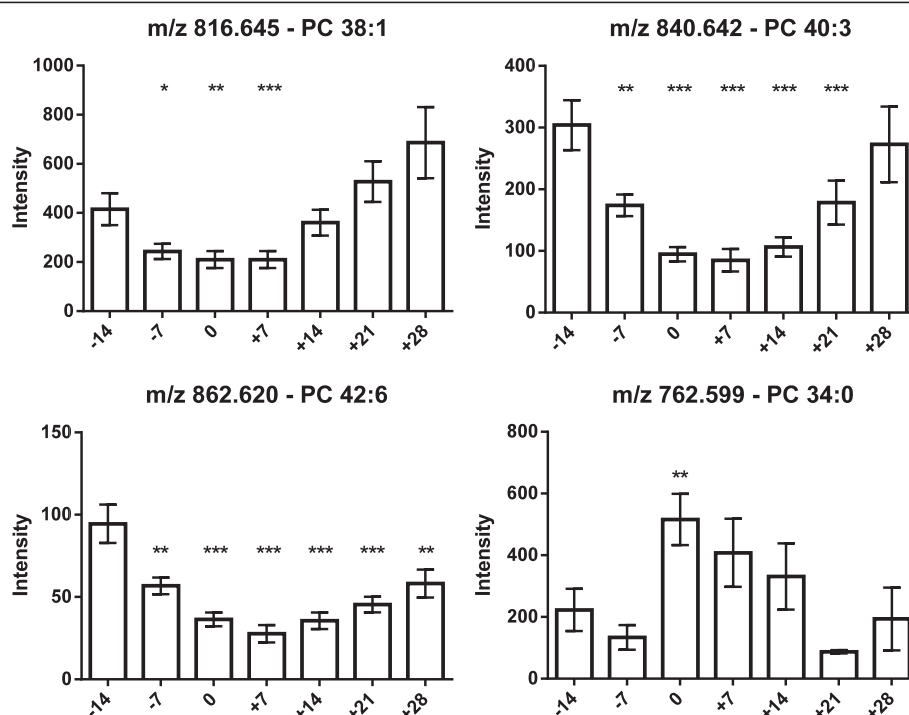 m/z 816.645 - PC 38:1
Intensity
1000
800
600
400
200
0
* ** ***
-14 -7 0 +7 +14 +21 +28
m/z 840.642 - PC 40:3
Intensity
400
300
200
100
0
** *** *** *** ***
-14 -7 0 +7 +14 +21 +28
m/z 862.620 - PC 42:6
Intensity
150
100
50
0
** *** *** *** *** **
-14 -7 0 +7 +14 +21 +28
m/z 762.599 - PC 34:0
Intensity
800
600
400
200
0
**
-14 -7 0 +7 +14 +21 +28